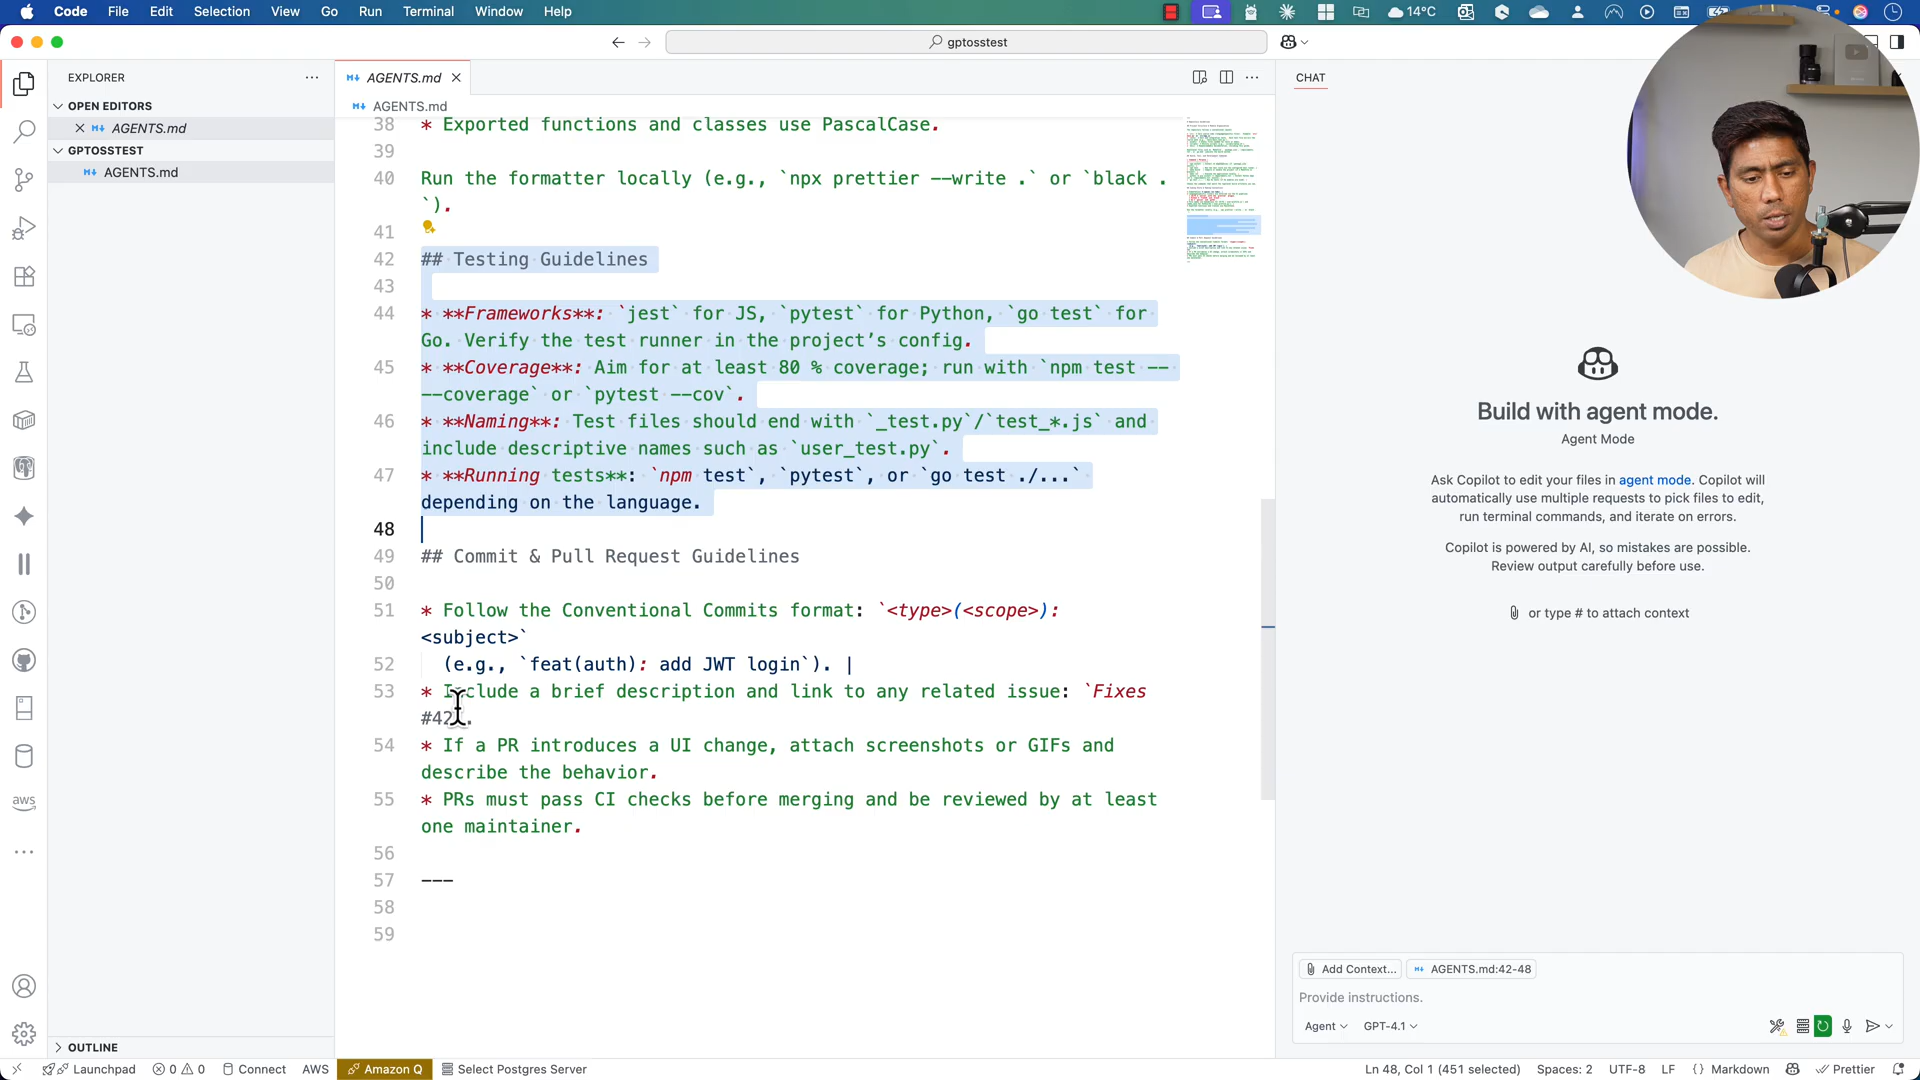 Code File Edit Selection View Go Run Terminal Window Help
14°C
gptosstest
EXPLORER
OPEN EDITORS
AGENTS.md
GPTOSSTEST
AGENTS.md
AGENTS.md
AGENTS.md
38 * Exported functions and classes use PascalCase.
39
40 Run the formatter locally (e.g., `npx prettier --write .` or `black .
`).
41
42 ## Testing Guidelines
43
44 * **Frameworks**: `jest` for JS, `pytest` for Python, `go test` for
Go. Verify the test runner in the project’s config.
45 * **Coverage**: Aim for at least 80 % coverage; run with `npm test --
--coverage` or `pytest --cov`.
46 * **Naming**: Test files should end with `_test.py`/`test_*.js` and
include descriptive names such as `user_test.py`.
47 * **Running tests**: `npm test`, `pytest`, or `go test ./...`
depending on the language.
48
49 ## Commit & Pull Request Guidelines
50
51 * Follow the Conventional Commits format: `<type>(<scope>):
<subject>`
52 (e.g., `feat(auth): add JWT login`). |
53 * Include a brief description and link to any related issue: `Fixes
#42`.
54 * If a PR introduces a UI change, attach screenshots or GIFs and
describe the behavior.
55 * PRs must pass CI checks before merging and be reviewed by at least
one maintainer.
56
57 ---
58
59
CHAT
Build with agent mode.
Agent Mode
Ask Copilot to edit your files in agent mode. Copilot will
automatically use multiple requests to pick files to edit,
run terminal commands, and iterate on errors.
Copilot is powered by AI, so mistakes are possible.
Review output carefully before use.
or type # to attach context
Add Context... AGENTS.md:42-48
Provide instructions.
Agent GPT-4.1
aws
OUTLINE
Launchpad 0 0 Connect AWS Amazon Q Select Postgres Server
Ln 48, Col 1 (451 selected) Spaces: 2 UTF-8 LF {} Markdown Prettier